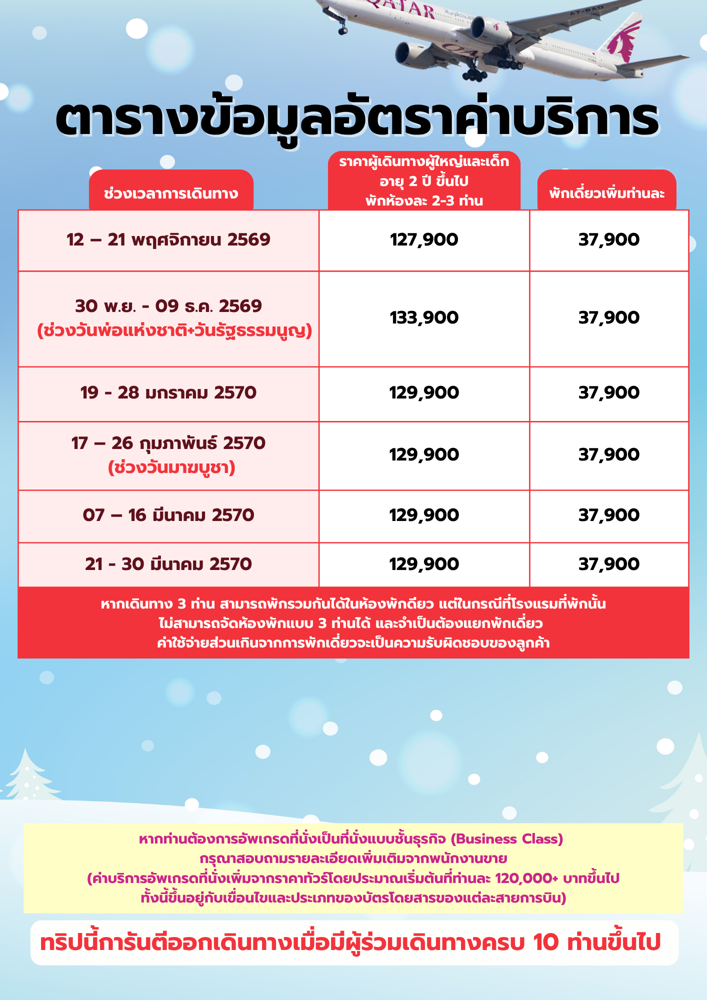 QATAR
القطرية
A7-BAQ
QA
ตารางข้อมูลอัตราค่าบริการ
ช่วงเวลาการเดินทาง
ราคาผู้เดินทางผู้ใหญ่และเด็ก
อายุ 2 ปี ขึ้นไป
พักห้องละ 2-3 ท่าน
พักเดี่ยวเพิ่มท่านละ
12 – 21 พฤศจิกายน 2569 127,900 37,900
30 พ.ย. - 09 ธ.ค. 2569
(ช่วงวันพ่อแห่งชาติ+วันรัฐธรรมนูญ)
133,900 37,900
19 - 28 มกราคม 2570 129,900 37,900
17 – 26 กุมภาพันธ์ 2570
(ช่วงวันมาฆบูชา)
129,900 37,900
07 – 16 มีนาคม 2570 129,900 37,900
21 - 30 มีนาคม 2570 129,900 37,900
หากเดินทาง 3 ท่าน สามารถพักรวมกันได้ในห้องพักดียว แต่ในกรณีที่โรงแรมที่พักนั้น
ไม่สามารถจัดห้องพักแบบ 3 ท่านได้ และจำเป็นต้องแยกพักเดี่ยว
ค่าใช้จ่ายส่วนเกินจากการพักเดี่ยวจะเป็นความรับผิดชอบของลูกค้า
หากท่านต้องการอัพเกรดที่นั่งเป็นที่นั่งแบบชั้นธุรกิจ (Business Class)
กรุณาสอบถามรายละเอียดเพิ่มเติมจากพนักงานขาย
(ค่าบริการอัพเกรดที่นั่งเพิ่มจากราคาทัวร์โดยประมาณเริ่มต้นที่ท่านละ 120,000+ บาทขึ้นไป
ทั้งนี้ขึ้นอยู่กับเขื่อนไขและประเภทของบัตรโดยสารของแต่ละสายการบิน)
ทริปนี้การันตีออกเดินทางเมื่อมีผู้ร่วมเดินทางครบ 10 ท่านขึ้นไป